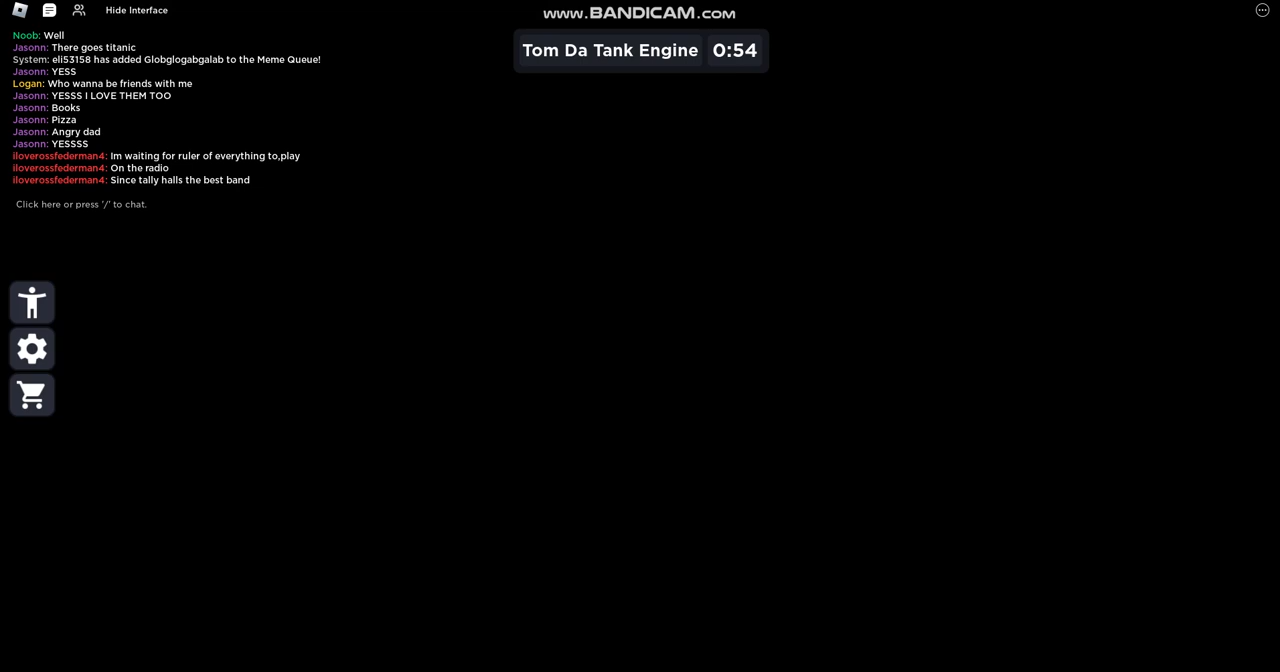 Hide Interface
www.BANDICAM.com
Noob: Well
Jasonn: There goes titanic
System: eli53158 has added Globglogabgalab to the Meme Queue!
Jasonn: YESS
Logan: Who wanna be friends with me
Jasonn: YESSS I LOVE THEM TOO
Jasonn: Books
Jasonn: Pizza
Jasonn: Angry dad
Jasonn: YESSSS
iloverossfederman4: Im waiting for ruler of everything to,play
iloverossfederman4: On the radio
iloverossfederman4: Since tally halls the best band
Click here or press '/' to chat.
Tom Da Tank Engine 0:54